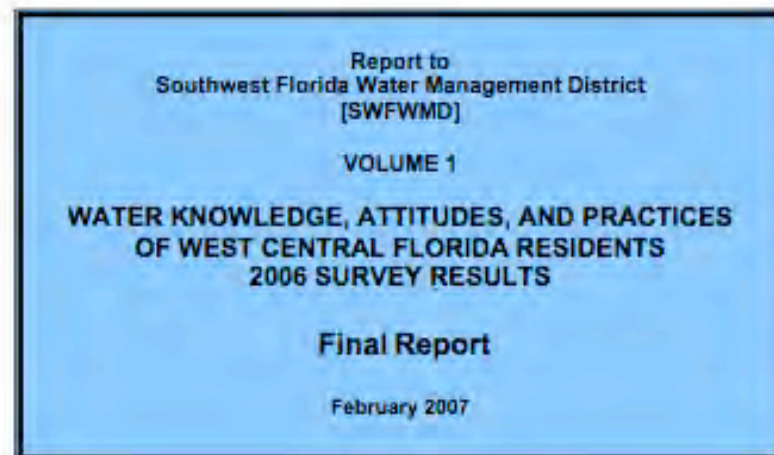 Report to
Southwest Florida Water Management District
[SWFWMD]
VOLUME 1
WATER KNOWLEDGE, ATTITUDES, AND PRACTICES
OF WEST CENTRAL FLORIDA RESIDENTS
2006 SURVEY RESULTS
Final Report
February 2007